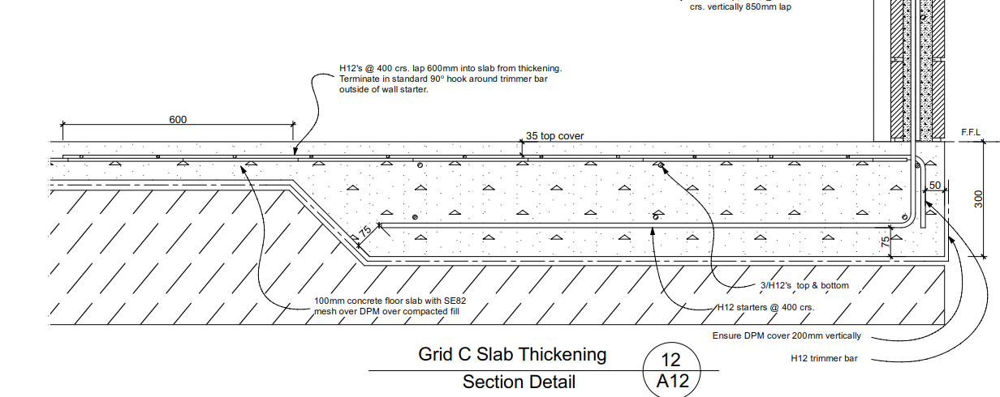 crs. vertically 850mm lap
H12's @ 400 crs. lap 600mm into slab from thickening.
Terminate in standard 90° hook around trimmer bar
outside of wall starter.
600
35 top cover
F.F.L
50
300
75
75
3/H12's top & bottom
100mm concrete floor slab with SE82
mesh over DPM over compacted fill
H12 starters @ 400 crs.
Ensure DPM cover 200mm vertically
H12 trimmer bar
Grid C Slab Thickening
Section Detail
12
A12